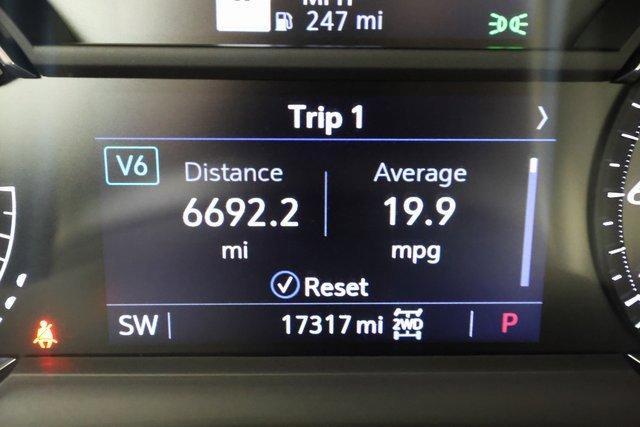 247 mi
Trip 1
V6
Distance Average
6692.2 19.9
mi mpg
Reset
SW 17317 mi 2WD P